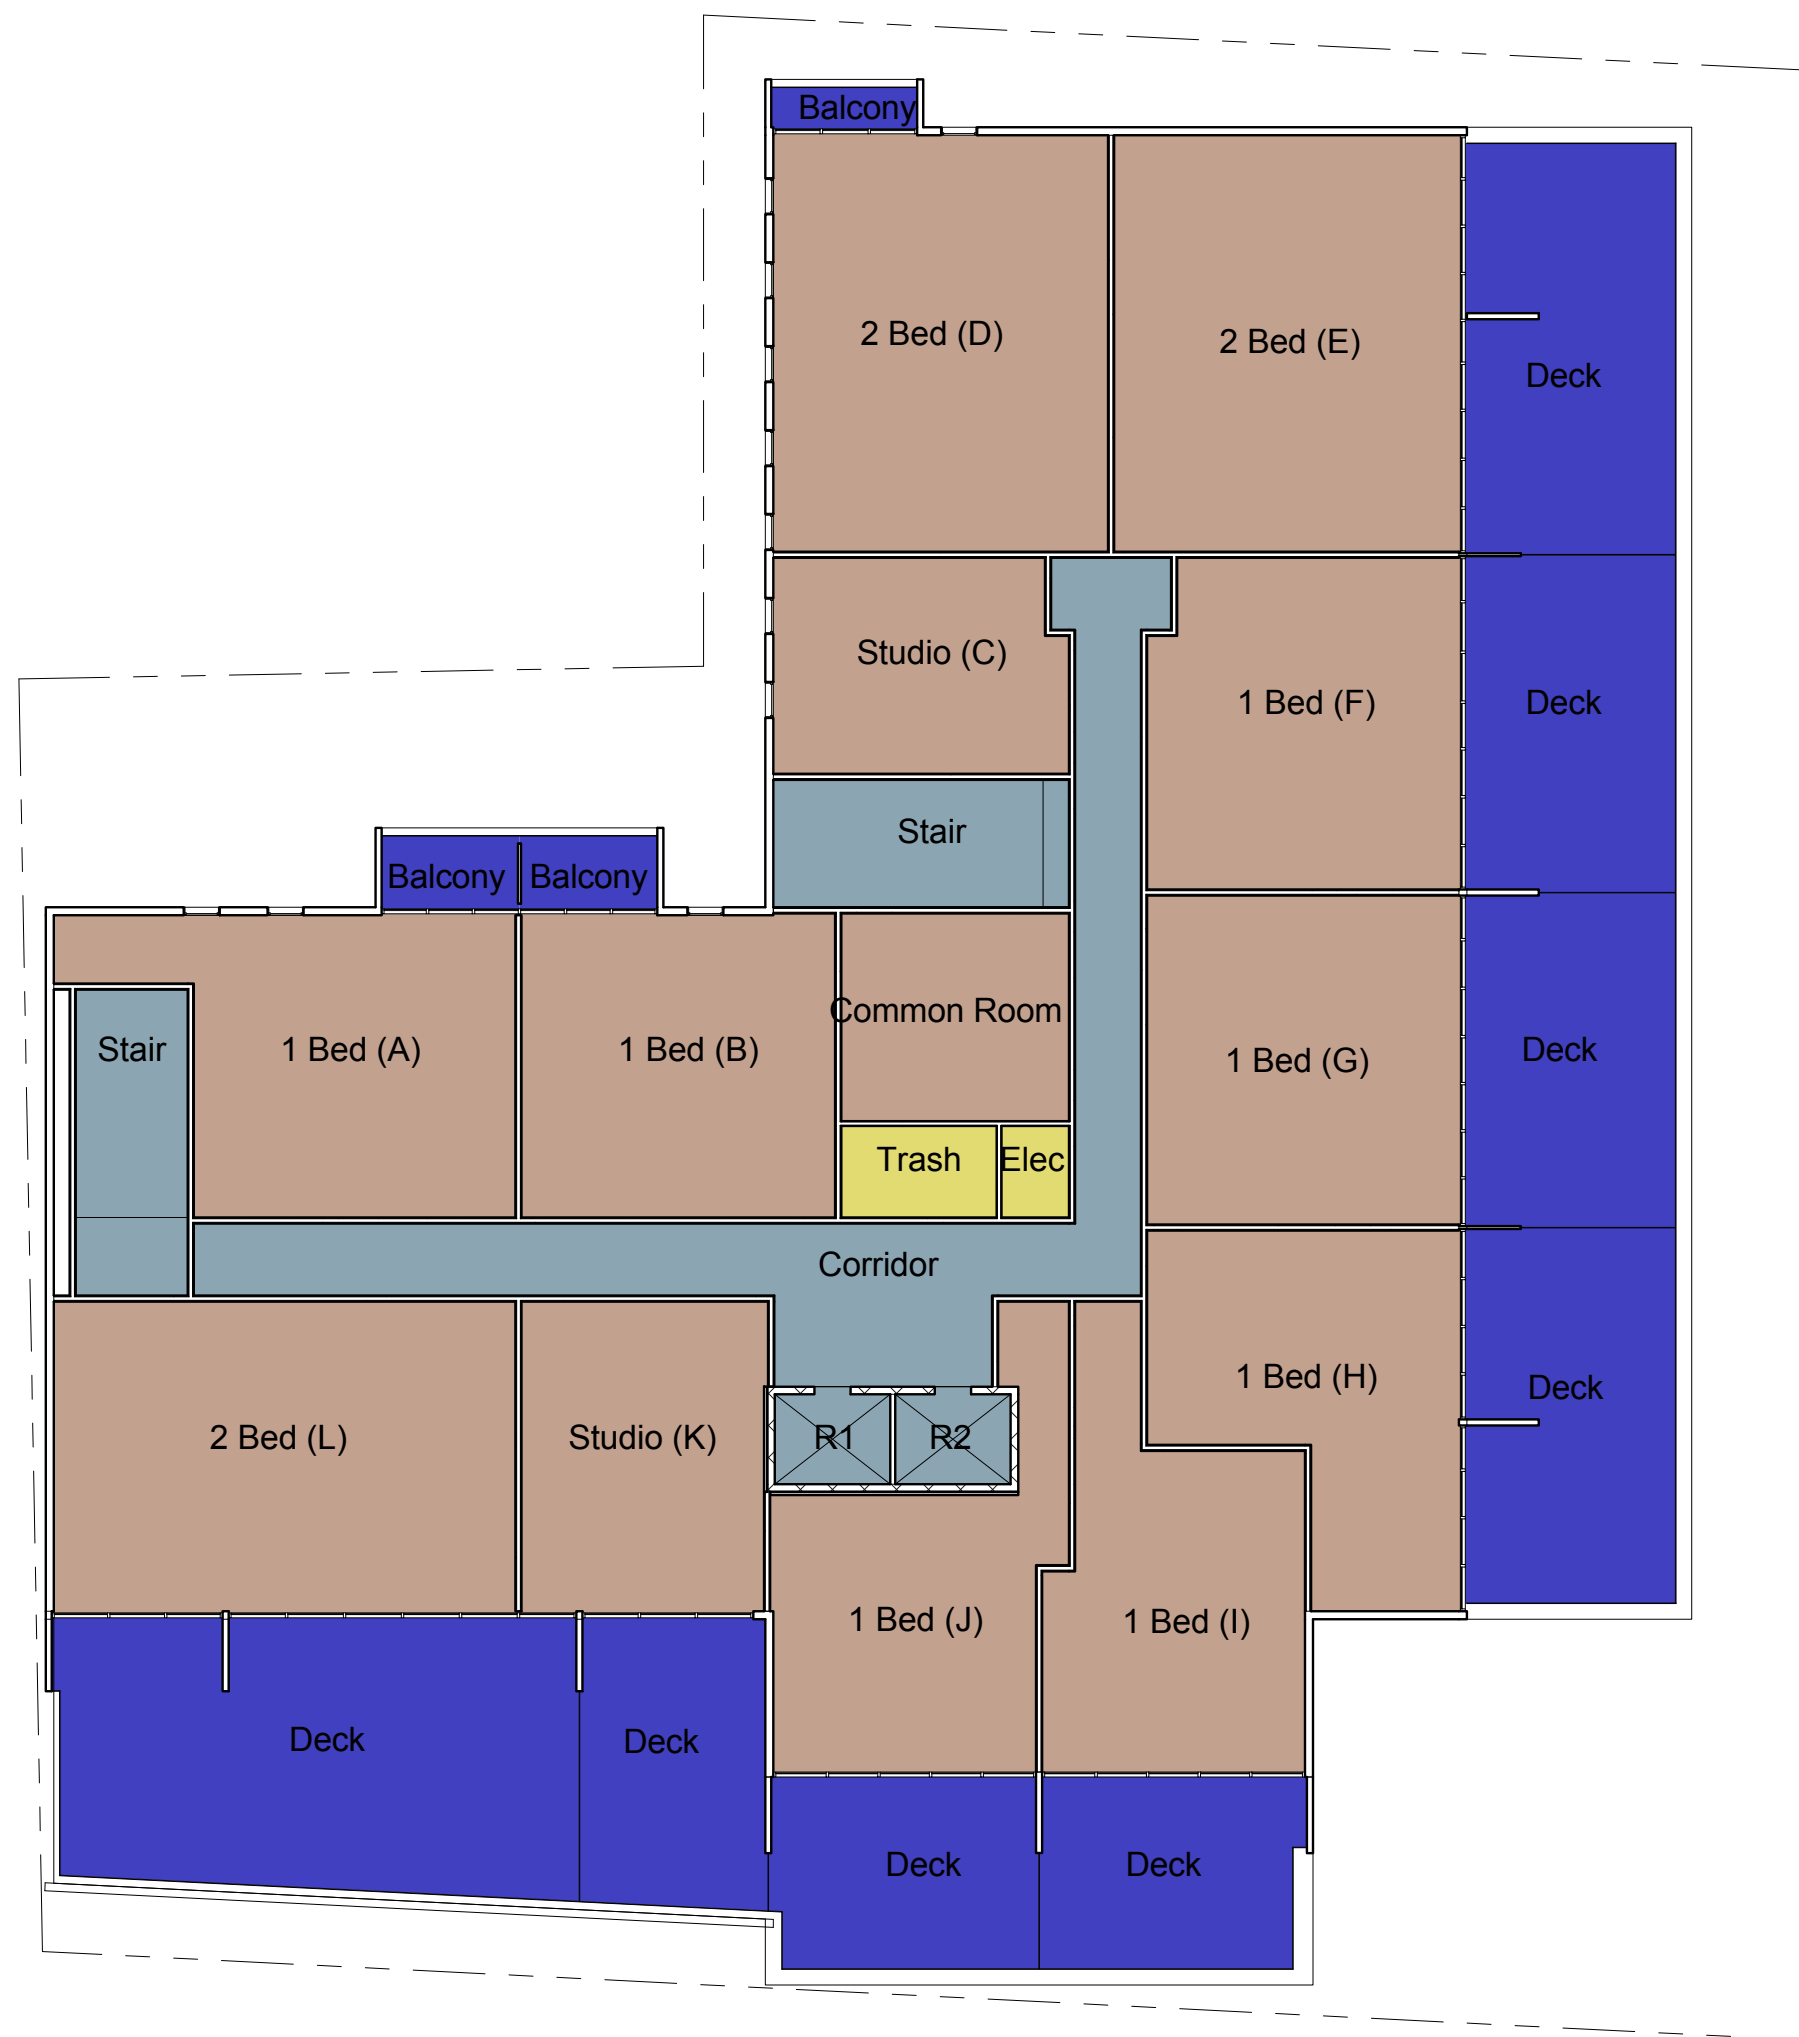 Balcony
2 Bed (D)
2 Bed (E)
Deck
Studio (C)
1 Bed (F)
Deck
Stair
Balcony
Balcony
Common Room
Stair
1 Bed (A)
1 Bed (B)
1 Bed (G)
Deck
Trash
Elec
Corridor
1 Bed (H)
Deck
2 Bed (L)
Studio (K)
R1
R2
1 Bed (J)
1 Bed (I)
Deck
Deck
Deck
Deck